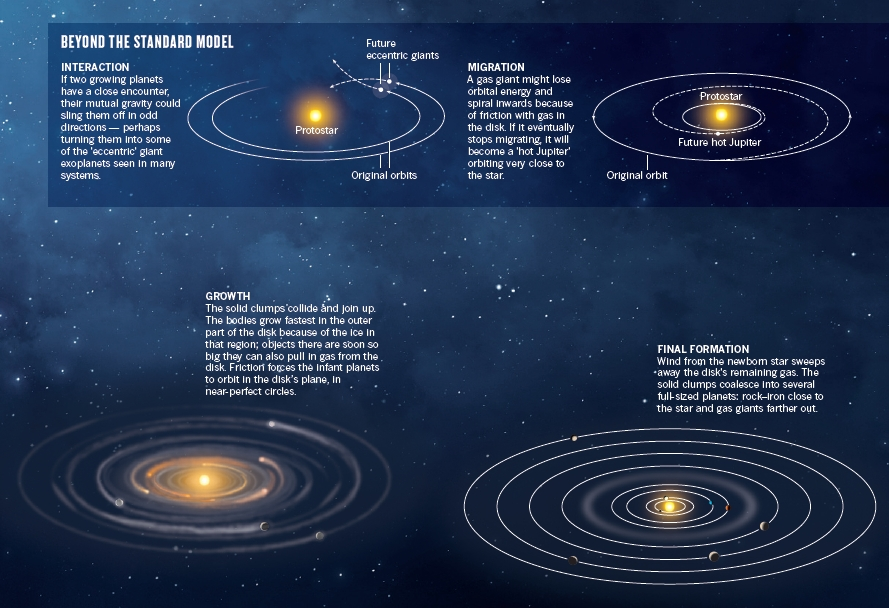 BEYOND THE STANDARD MODEL
INTERACTION
If two growing planets
have a close encounter,
their mutual gravity could
sling them off in odd
directions — perhaps
turning them into some
of the 'eccentric' giant
exoplanets seen in many
systems.
Future
eccentric giants
Protostar
Original orbits
MIGRATION
A gas giant might lose
orbital energy and
spiral inwards because
of friction with gas in
the disk. If it eventually
stops migrating, it will
become a 'hot Jupiter'
orbiting very close to
the star.
Protostar
Future hot Jupiter
Original orbit
GROWTH
The solid clumps collide and join up.
The bodies grow fastest in the outer
part of the disk because of the ice in
that region; objects there are soon so
big they can also pull in gas from the
disk. Friction forces the infant planets
to orbit in the disk's plane, in
near-perfect circles.
FINAL FORMATION
Wind from the newborn star sweeps
away the disk's remaining gas. The
solid clumps coalesce into several
full-sized planets: rock–iron close to
the star and gas giants farther out.